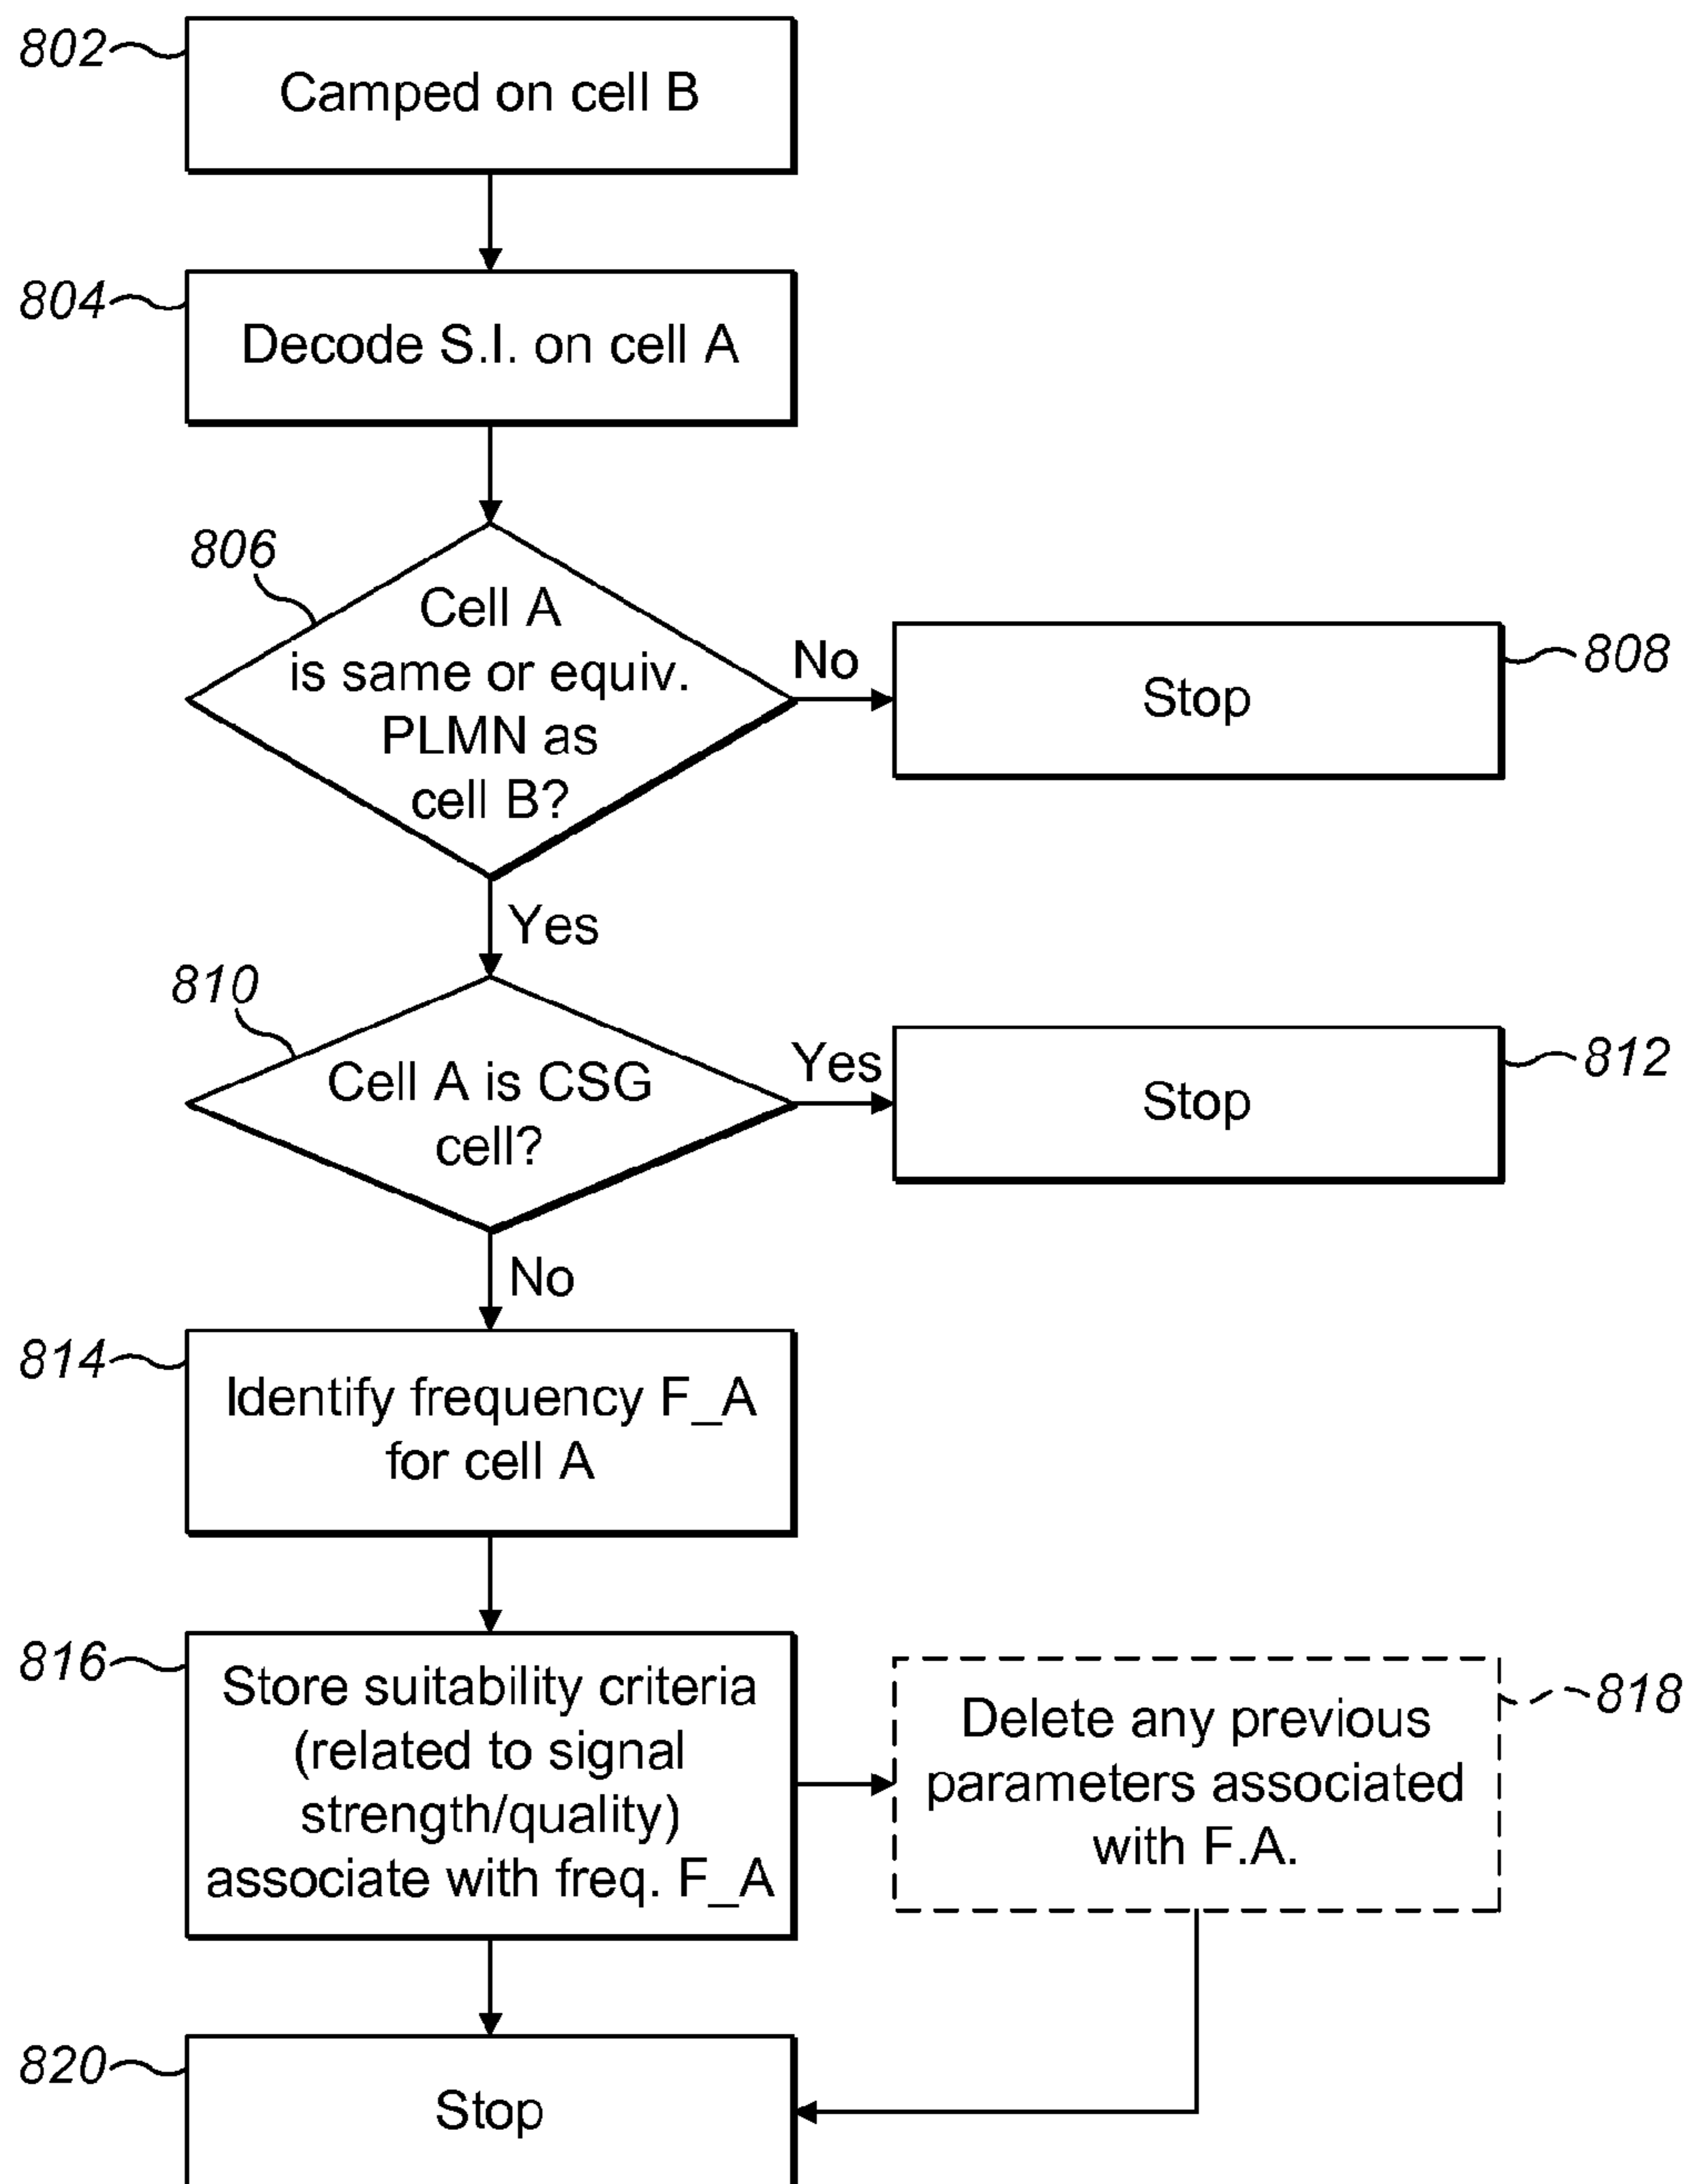 802
Camped on cell B
804
Decode S.I. on cell A
806
Cell A
is same or equiv.
PLMN as
cell B?
No
Stop
808
Yes
810
Cell A is CSG
cell?
Yes
Stop
812
No
814
Identify frequency F_A
for cell A
816
Store suitability criteria
(related to signal
strength/quality)
associate with freq. F_A
Delete any previous
parameters associated
with F.A.
818
820
Stop